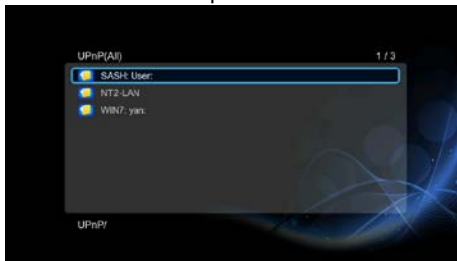 UPnP(All) 1 / 3
SASH: User:
NT2-LAN
WIN7: yan:
UPnP/